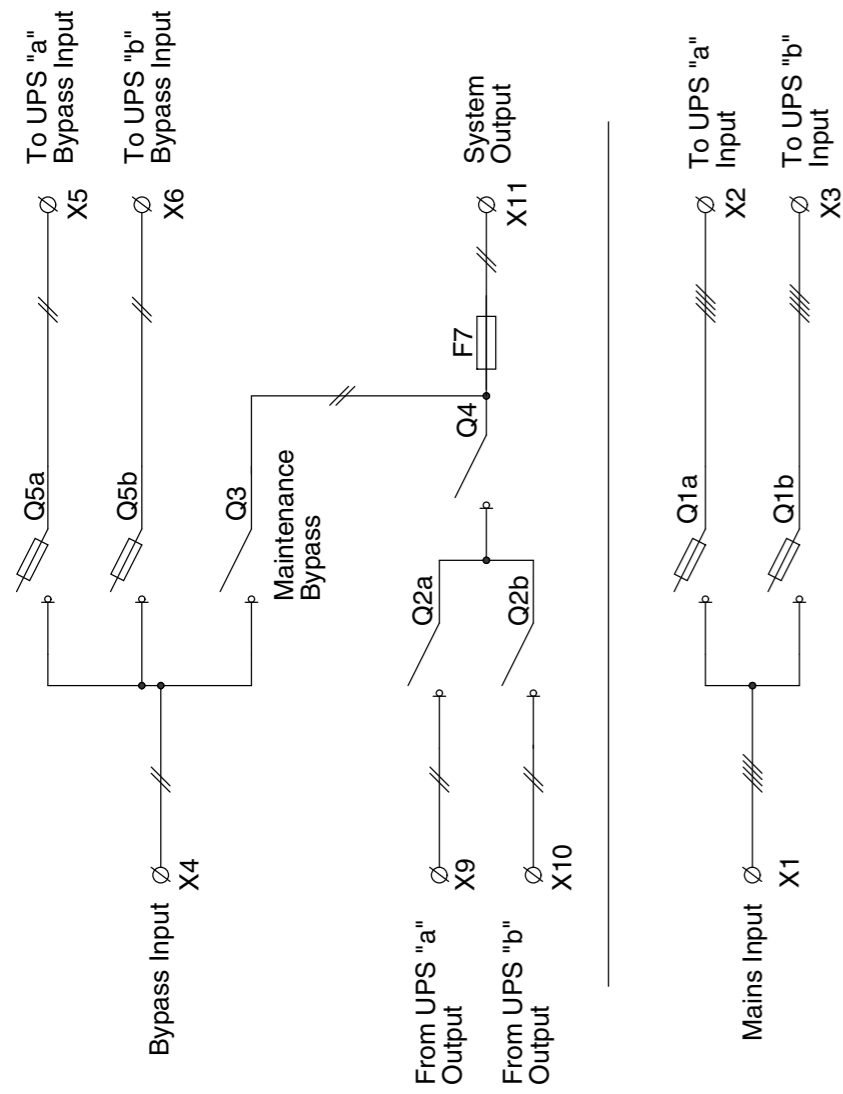 To UPS "a"
Bypass Input
X5
To UPS "b"
Bypass Input
X6
Q5a
Q5b
Q3
Maintenance
Bypass
Bypass Input
X4
System
Output
X11
F7
Q4
Q2a
Q2b
From UPS "a"
Output
X9
From UPS "b"
Output
X10
To UPS "a"
Input
X2
To UPS "b"
Input
X3
Q1a
Q1b
Mains Input
X1